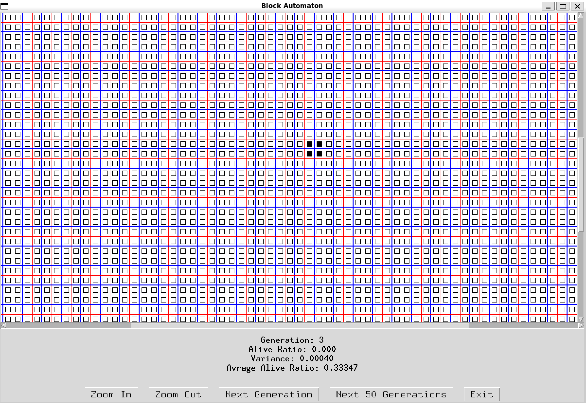 Block Automaton
Generation: 3
Alive Ratio: 0.000
Variance: 0.00040
Avrage Alive Ratio: 0.33347
Zoom In Zoom Out Next Generation Next 50 Generations Exit